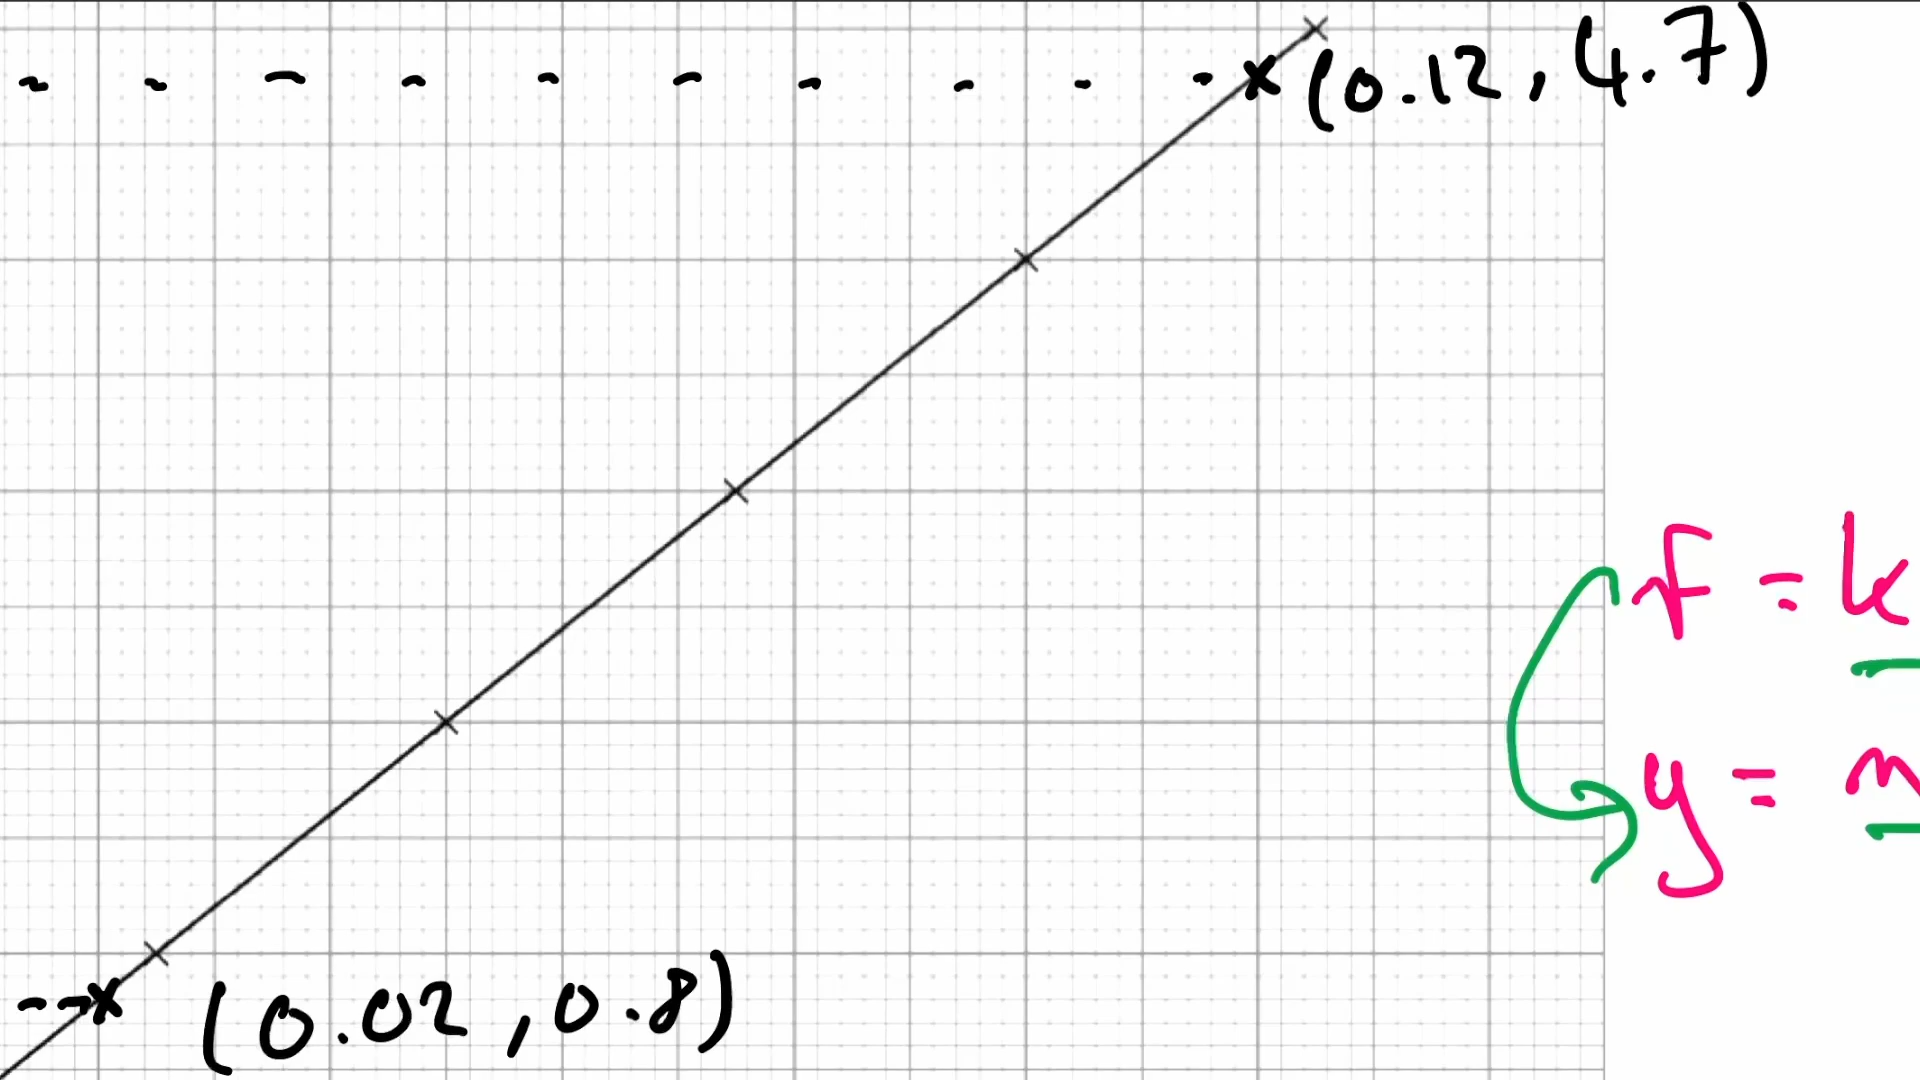 (0.12, 4.7)
F = k
y = m
(0.02, 0.8)